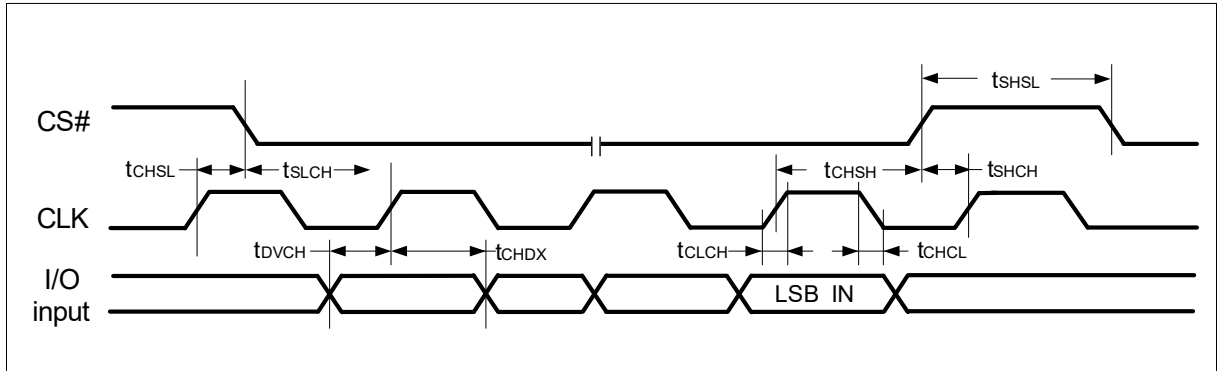 tSHSL
CS#
tCHSL
tSLCH
tCHSH
tSHCH
CLK
tDVCH
tCHDX
tCLCH
tCHCL
I/O
input
LSB IN